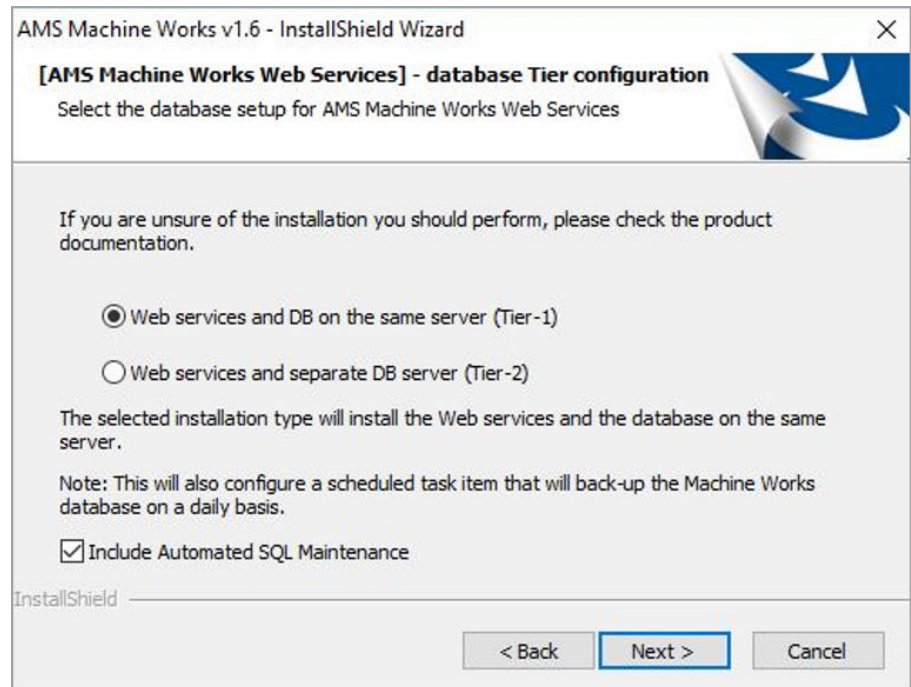 AMS Machine Works v1.6 - InstallShield Wizard
[AMS Machine Works Web Services] - database Tier configuration
Select the database setup for AMS Machine Works Web Services
If you are unsure of the installation you should perform, please check the product
documentation.
Web services and DB on the same server (Tier-1)
Web services and separate DB server (Tier-2)
The selected installation type will install the Web services and the database on the same
server.
Note: This will also configure a scheduled task item that will back-up the Machine Works
database on a daily basis.
Include Automated SQL Maintenance
InstallShield
< Back Next > Cancel